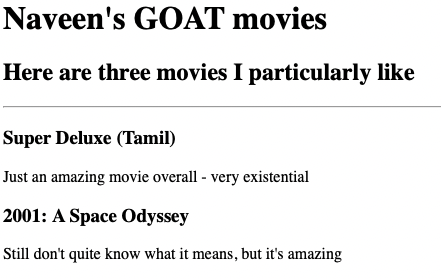 Naveen's GOAT movies
Here are three movies I particularly like
Super Deluxe (Tamil)
Just an amazing movie overall - very existential
2001: A Space Odyssey
Still don't quite know what it means, but it's amazing